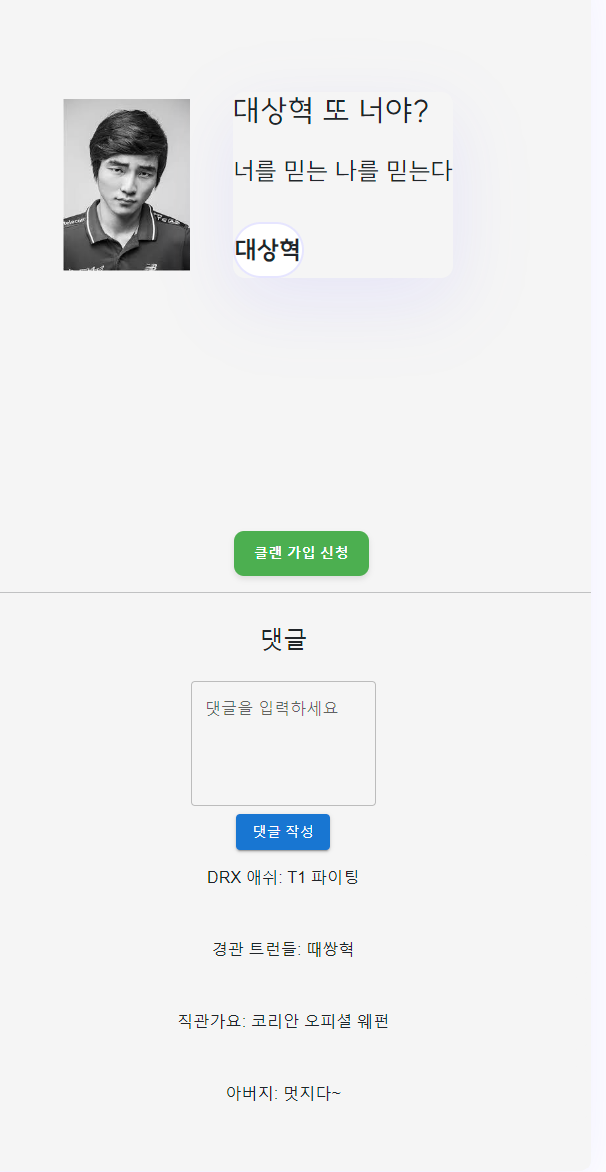 대상혁 또 너야?
너를 믿는 나를 믿는다
대상혁
클랜 가입 신청
댓글
댓글을 입력하세요
댓글 작성
DRX 애쉬: T1 파이팅
경관 트런들: 때쌍혁
직관가요: 코리안 오피셜 웨펀
아버지: 멋지다~